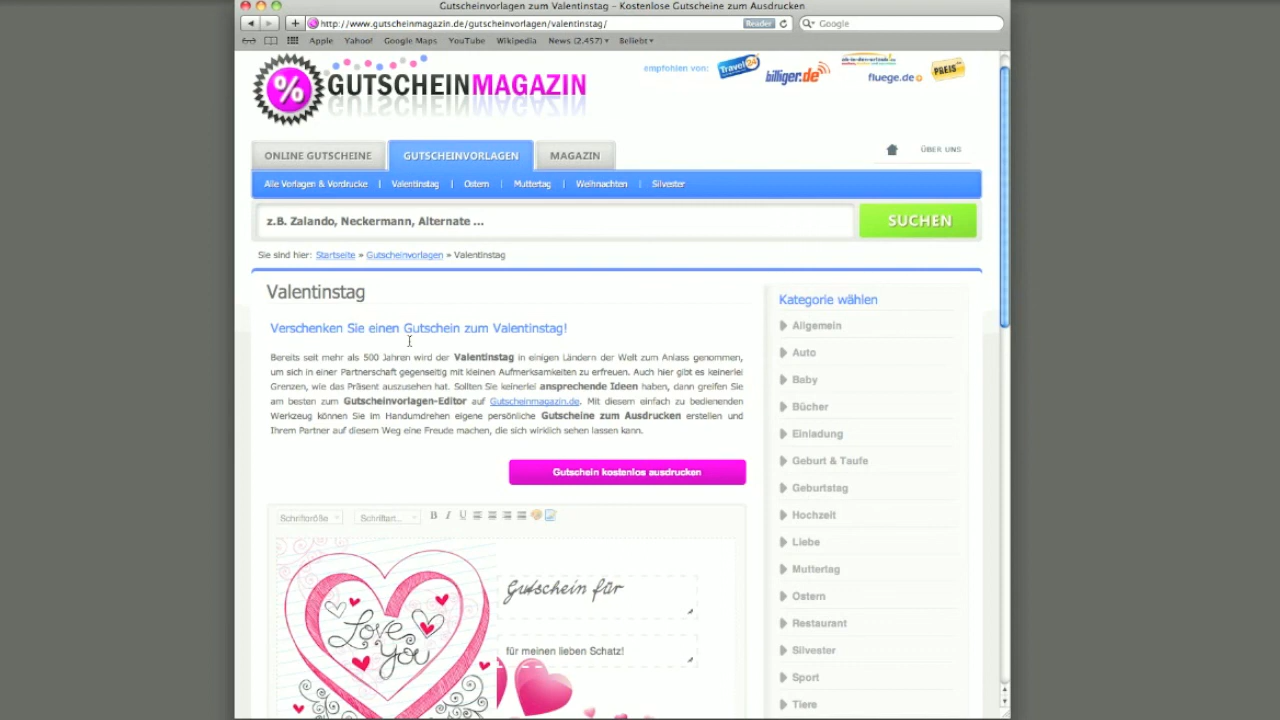 Gutscheinvorlagen zum Valentinstag – Kostenlose Gutscheine zum Ausdrucken
http://www.gutscheinmagazin.de/gutscheinvorlagen/valentinstag/
Reader
Google
Apple Yahoo! Google Maps YouTube Wikipedia News (2.457) Beliebt
% GUTSCHEINMAGAZIN
empfohlen von:
Travel24
billiger.de
fluege.de
PREIS
ONLINE GUTSCHEINE
GUTSCHEINVORLAGEN
MAGAZIN
ÜBER UNS
Alle Vorlagen & Vordrucke | Valentinstag | Ostern | Muttertag | Weihnachten | Silvester
z.B. Zalando, Neckermann, Alternate ...
SUCHEN
Sie sind hier: Startseite » Gutscheinvorlagen » Valentinstag
Valentinstag
Verschenken Sie einen Gutschein zum Valentinstag!
Bereits seit mehr als 500 Jahren wird der Valentinstag in einigen Ländern der Welt zum Anlass genommen,
um sich in einer Partnerschaft gegenseitig mit kleinen Aufmerksamkeiten zu erfreuen. Auch hier gibt es keinerlei
Grenzen, wie das Präsent auszusehen hat. Sollten Sie keinerlei ansprechende Ideen haben, dann greifen Sie
am besten zum Gutscheinvorlagen-Editor auf Gutscheinmagazin.de. Mit diesem einfach zu bedienenden
Werkzeug können Sie im Handumdrehen eigene persönliche Gutscheine zum Ausdrucken erstellen und
Ihrem Partner auf diesem Weg eine Freude machen, die sich wirklich sehen lassen kann.
Gutschein kostenlos ausdrucken
Schriftgröße
Schriftart...
B I U
Love
You
Gutschein für
für meinen lieben Schatz!
Kategorie wählen
Allgemein
Auto
Baby
Bücher
Einladung
Geburt & Taufe
Geburtstag
Hochzeit
Liebe
Muttertag
Ostern
Restaurant
Silvester
Sport
Tiere